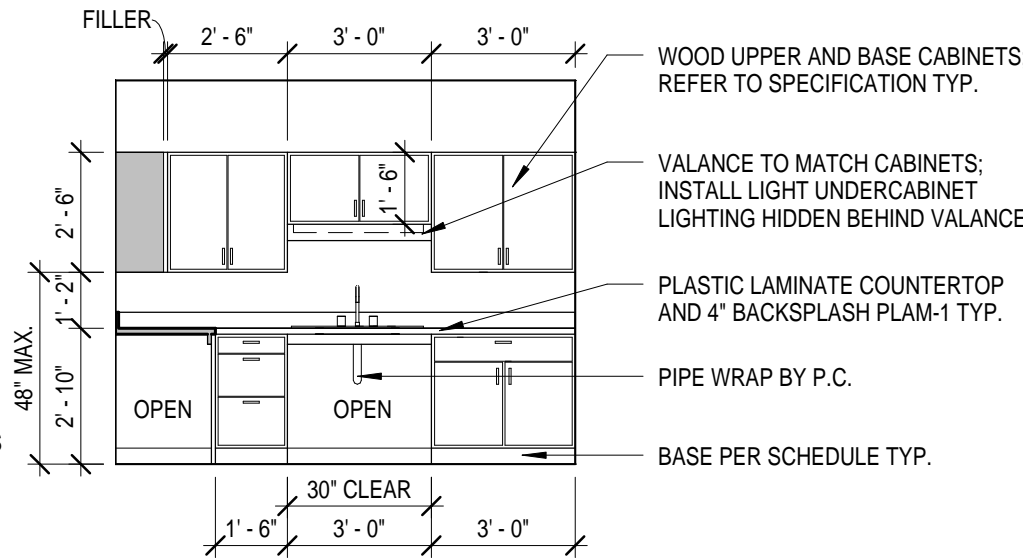 FILLER
2' - 6" 3' - 0" 3' - 0"
WOOD UPPER AND BASE CABINETS
REFER TO SPECIFICATION TYP.
VALANCE TO MATCH CABINETS;
INSTALL LIGHT UNDERCABINET
LIGHTING HIDDEN BEHIND VALANCE
1' - 6"
2' - 6"
1' - 2"
PLASTIC LAMINATE COUNTERTOP
AND 4" BACKSPLASH PLAM-1 TYP.
48" MAX.
2' - 10"
PIPE WRAP BY P.C.
OPEN OPEN
BASE PER SCHEDULE TYP.
30" CLEAR
1' - 6" 3' - 0" 3' - 0"